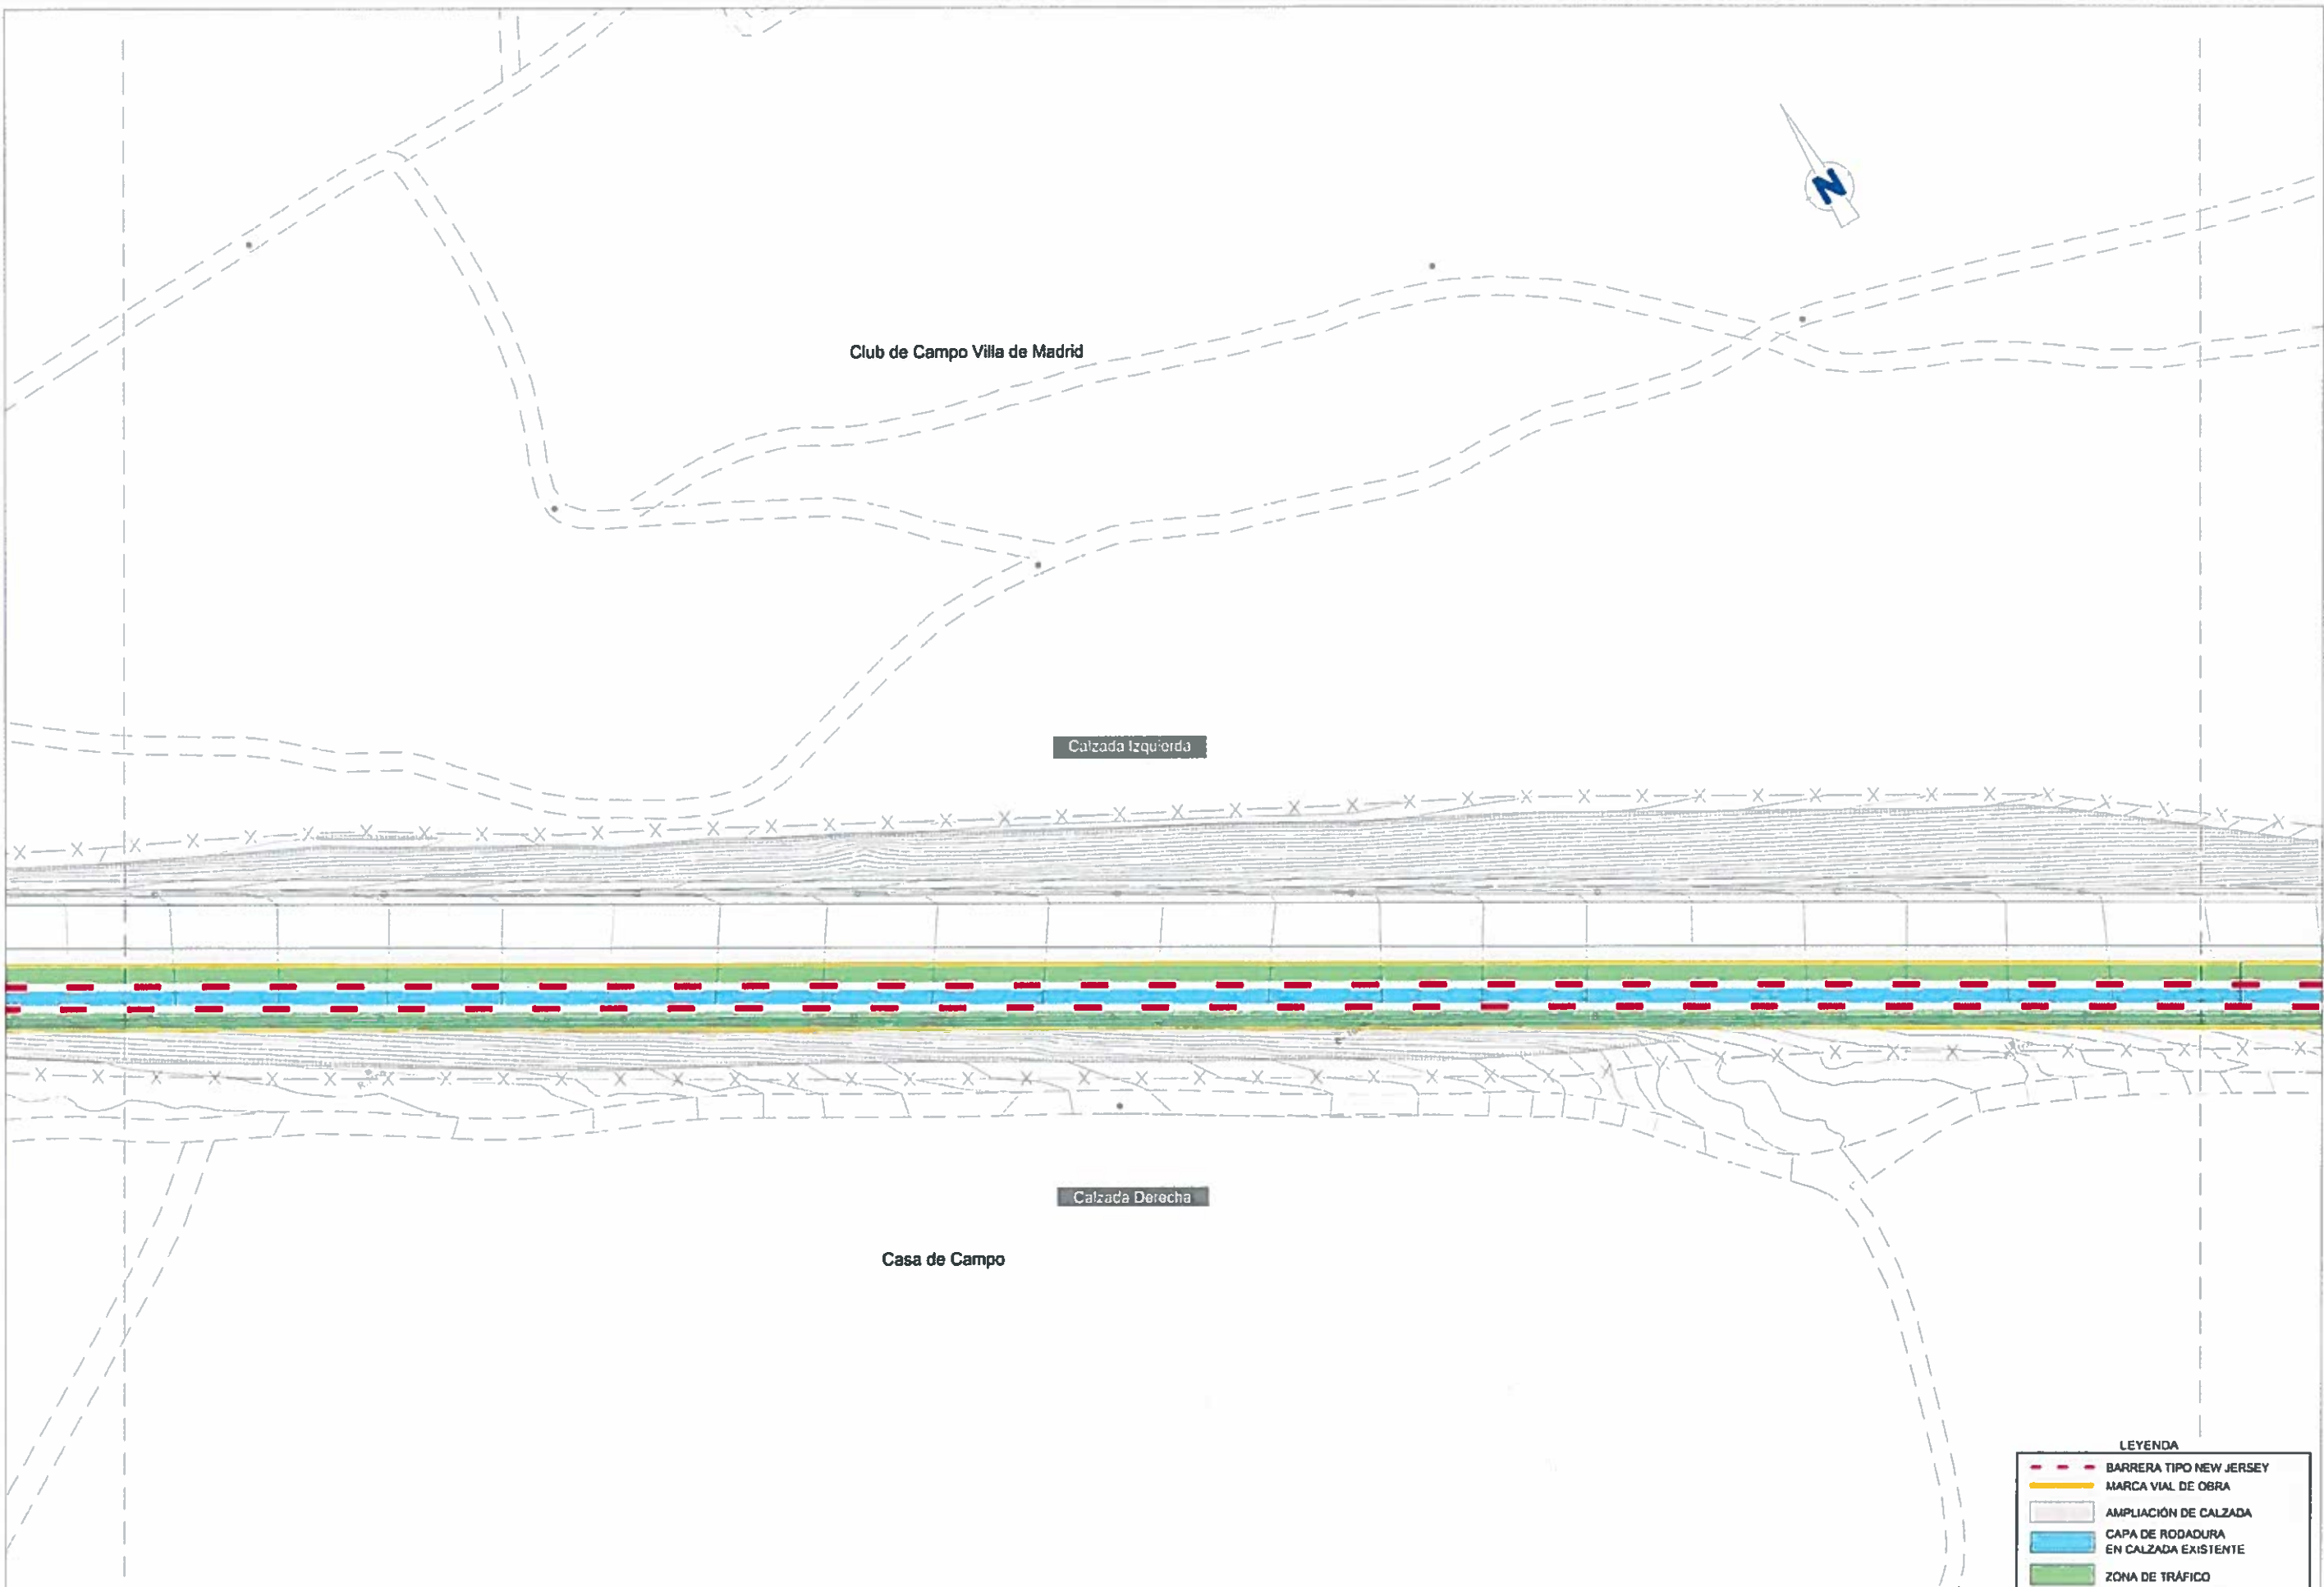 N
Club de Campo Villa de Madrid
Calzada Izquierda
Calzada Derecha
Casa de Campo
LEYENDA
BARRERA TIPO NEW JERSEY
MARCA VIAL DE OBRA
AMPLIACIÓN DE CALZADA
CAPA DE RODADURA
EN CALZADA EXISTENTE
ZONA DE TRÁFICO